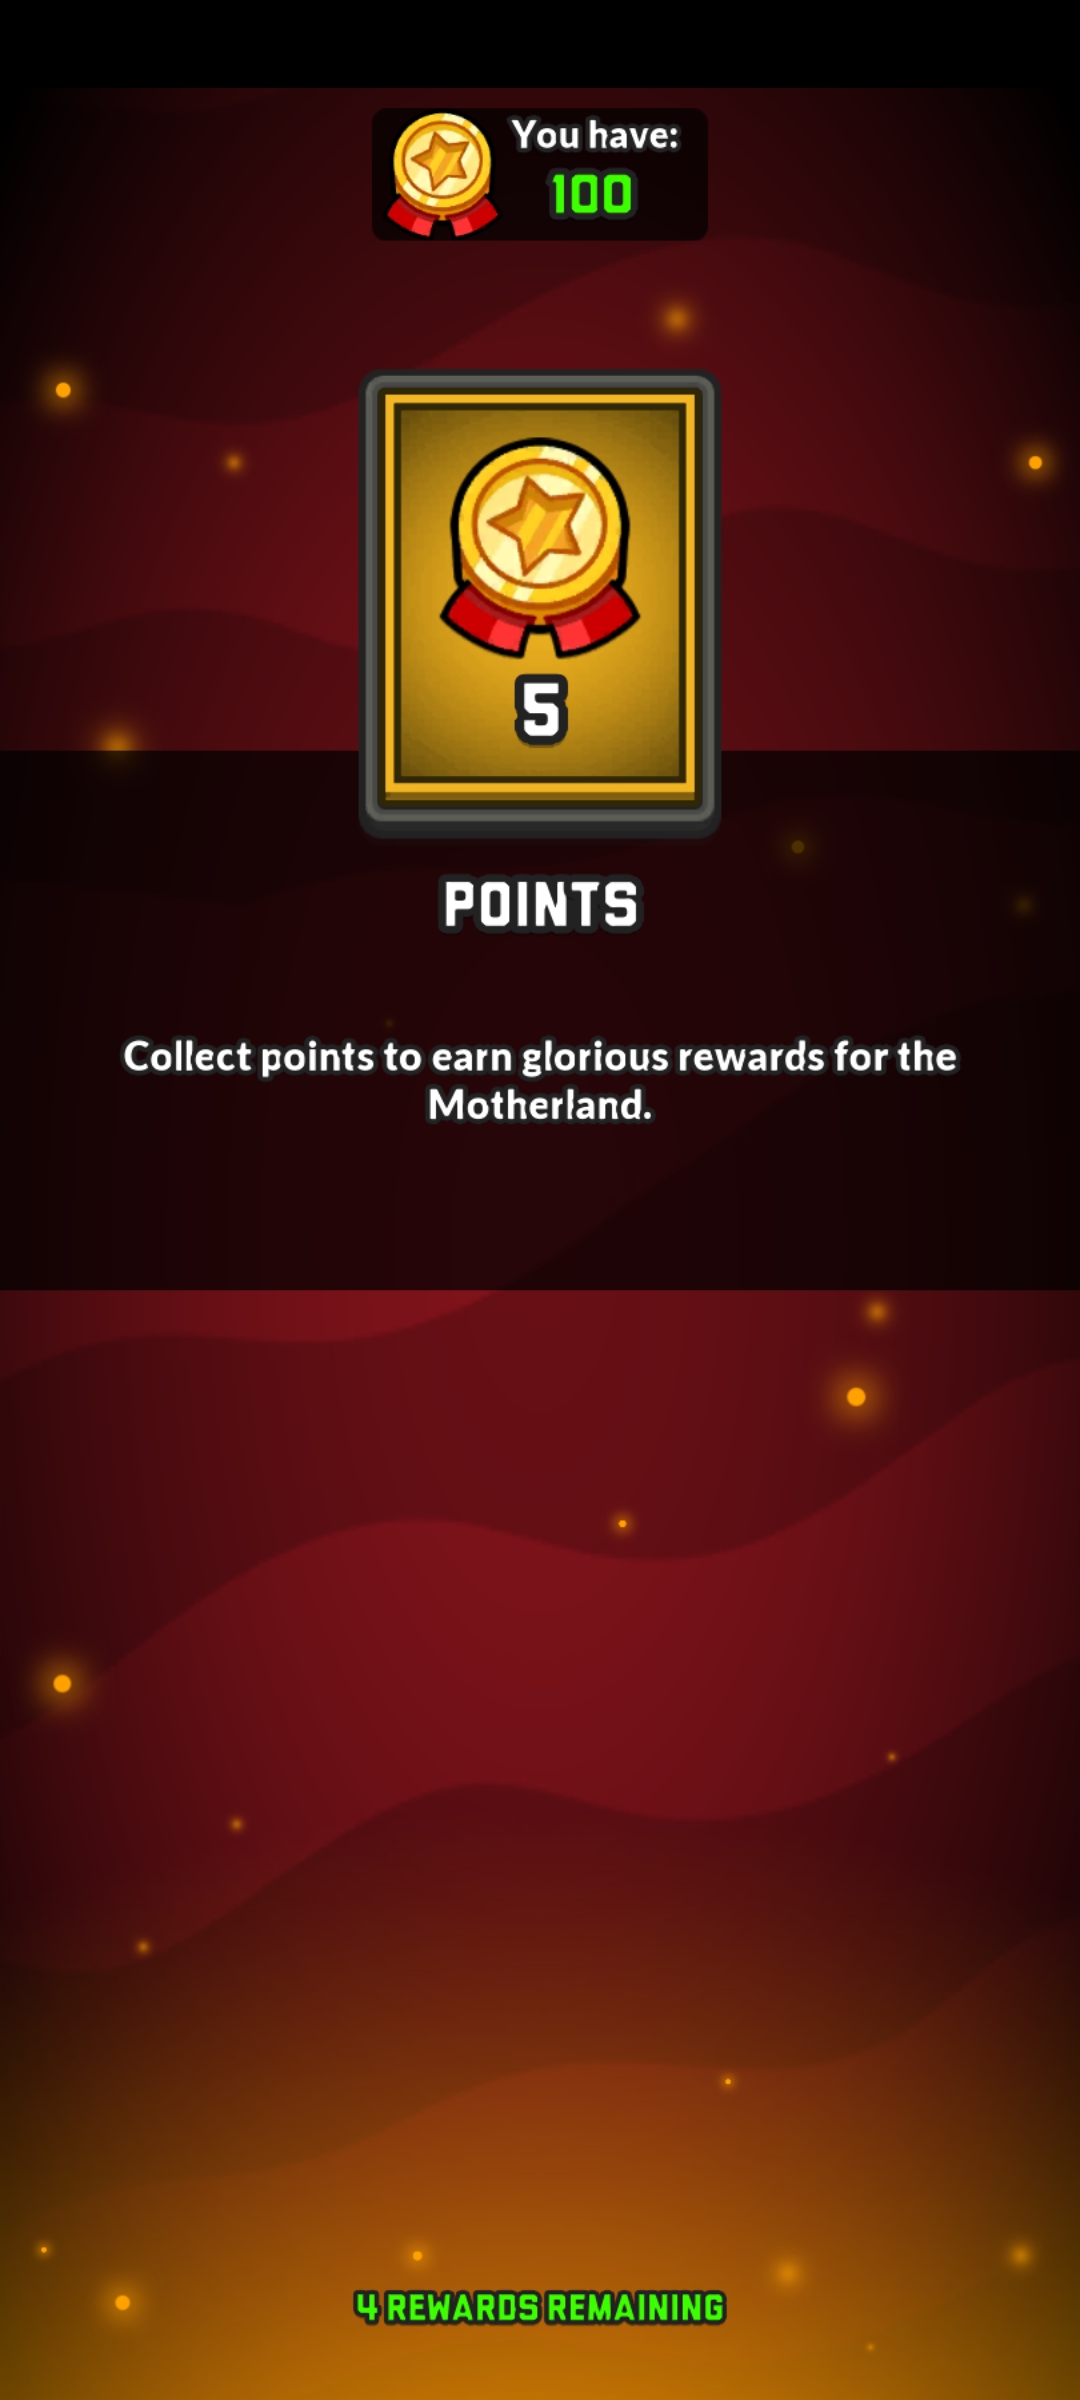 You have:
100
5
POINTS
Collect points to earn glorious rewards for the
Motherland.
4 REWARDS REMAINING